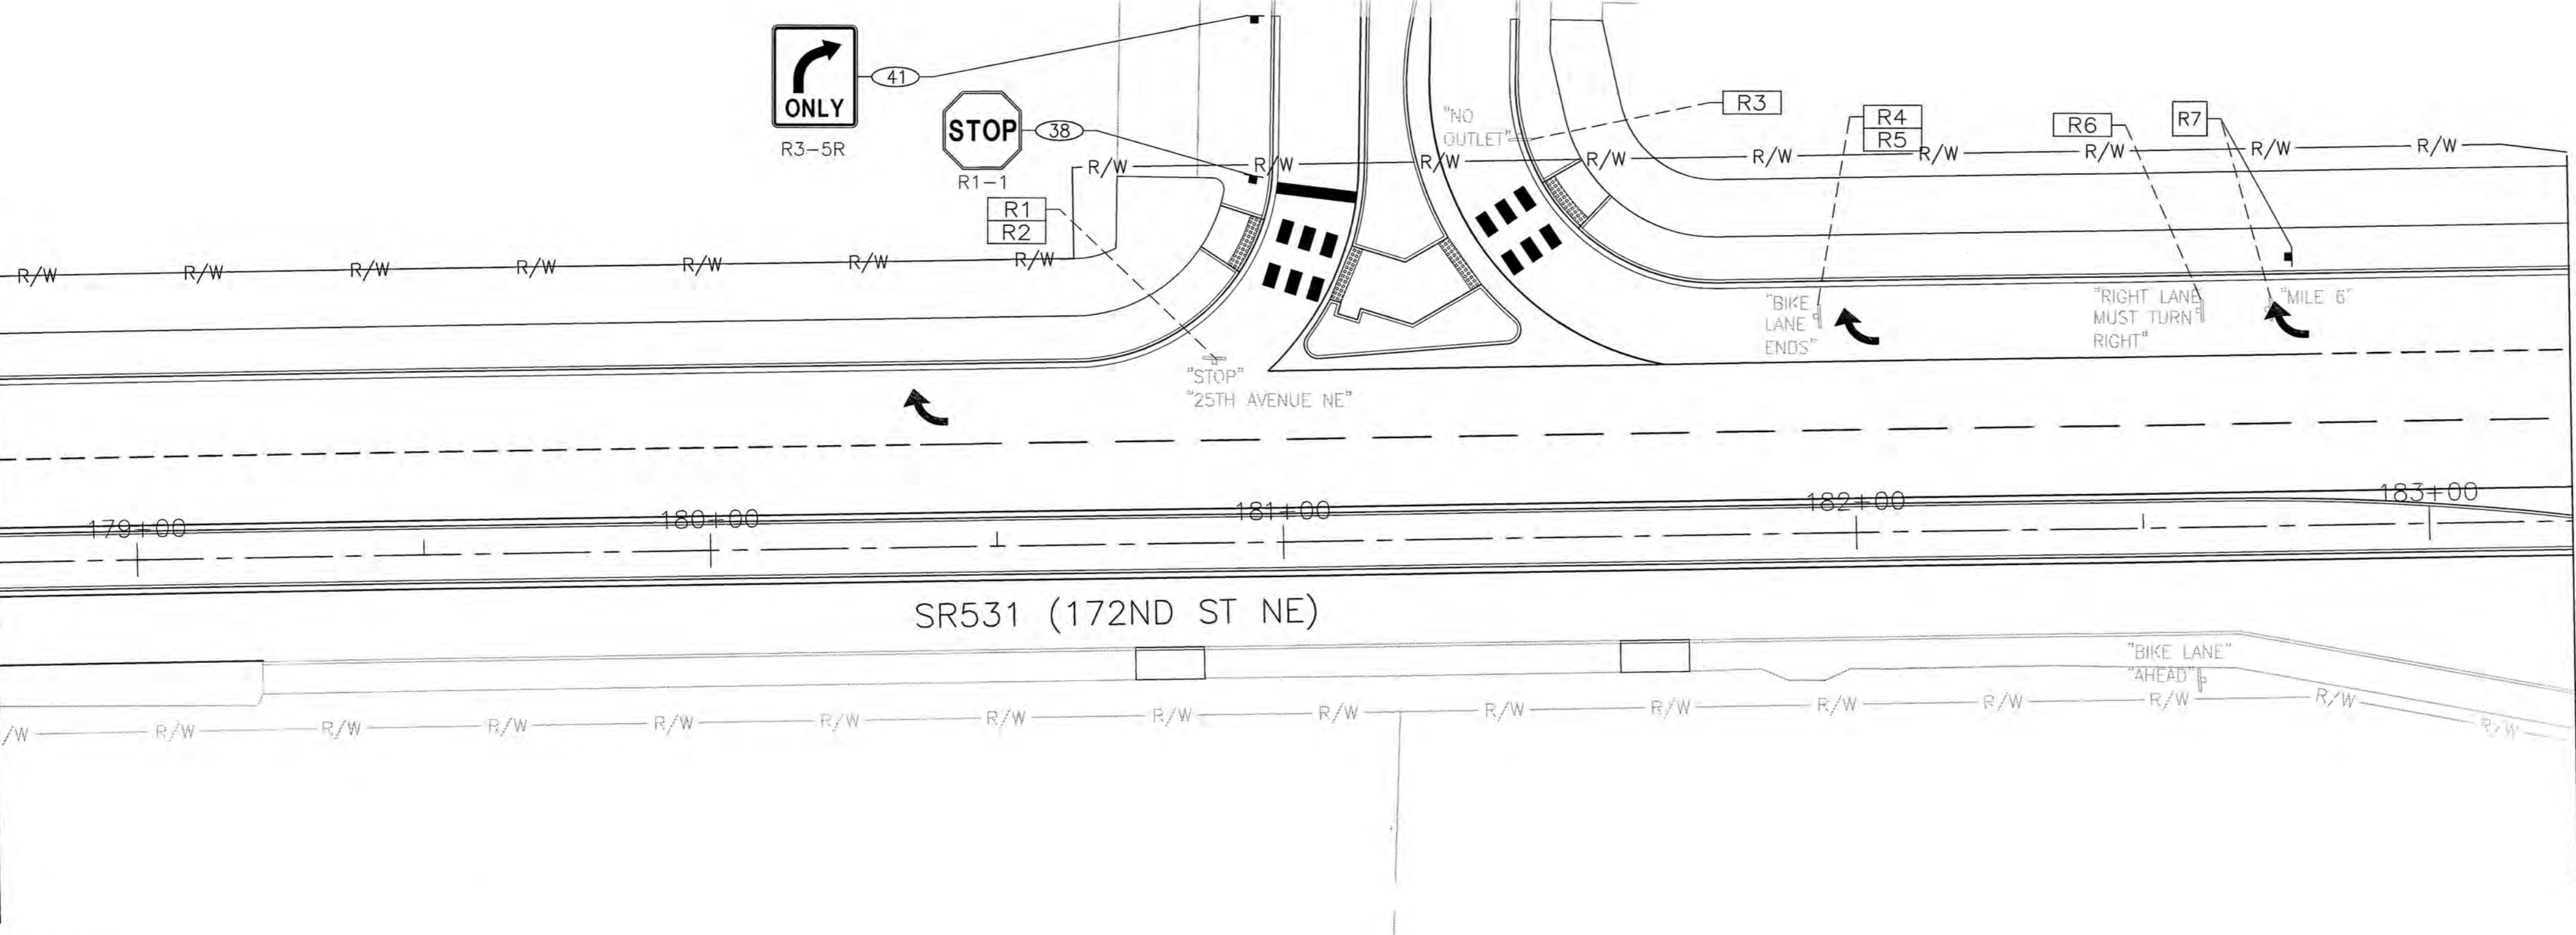 41
ONLY
R3-5R
STOP
38
R1-1
R1
R2
"NO
OUTLET"
R3
R4
R5
R6
R7
R/W R/W R/W R/W R/W R/W R/W R/W R/W
R/W R/W R/W R/W R/W R/W R/W
"BIKE
LANE
ENDS"
"RIGHT LANE
MUST TURN
RIGHT"
"MILE 6"
"STOP"
"25TH AVENUE NE"
179+00
180+00
181+00
182+00
183+00
SR531 (172ND ST NE)
"BIKE LANE"
"AHEAD"
/W R/W R/W R/W R/W R/W R/W R/W R/W R/W R/W R/W R/W R/W R/W R/W